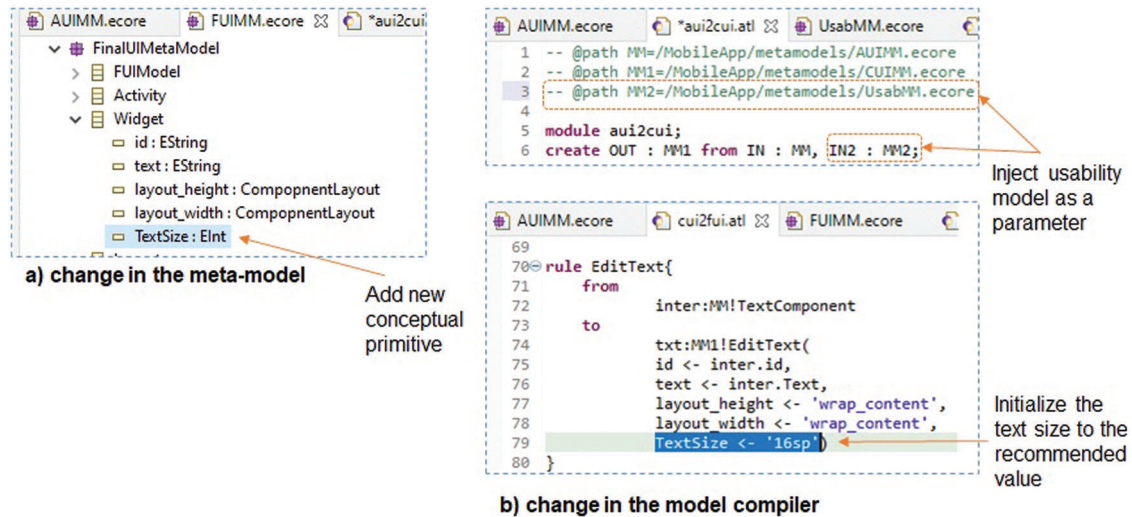 AUIMM.ecore FUIMM.ecore *aui2cui
FinalUIMetaModel
FUIModel
Activity
Widget
id : EString
text : EString
layout_height : CompopnentLayout
layout_width : CompopnentLayout
TextSize : EInt
a) change in the meta-model
Add new
conceptual
primitive
AUIMM.ecore *aui2cui.atl UsabMM.ecore
1 -- @path MM=/MobileApp/metamodels/AUIMM.ecore
2 -- @path MM1=/MobileApp/metamodels/CUIMM.ecore
3 -- @path MM2=/MobileApp/metamodels/UsabMM.ecore
4
5 module aui2cui;
6 create OUT : MM1 from IN : MM, IN2 : MM2;
Inject usability
model as a
parameter
AUIMM.ecore cui2fui.atl FUIMM.ecore
69
70 rule EditText{
71 from
72 inter:MM!TextComponent
73 to
74 txt:MM1!EditText(
75 id <- inter.id,
76 text <- inter.Text,
77 layout_height <- 'wrap_content',
78 layout_width <- 'wrap_content',
79 TextSize <- '16sp')
80 }
Initialize the
text size to the
recommended
value
b) change in the model compiler